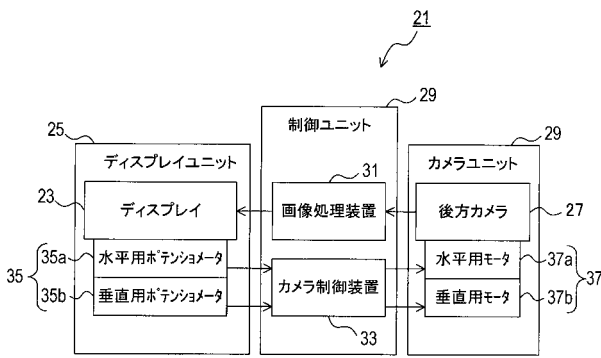 21
29
制御ユニット
25
ディスプレイユニット
29
カメラユニット
31
23
ディスプレイ
画像処理装置
後方カメラ
27
35
35a
水平用ポテンショメータ
35b
垂直用ポテンショメータ
カメラ制御装置
33
水平用モータ
37a
垂直用モータ
37b
37